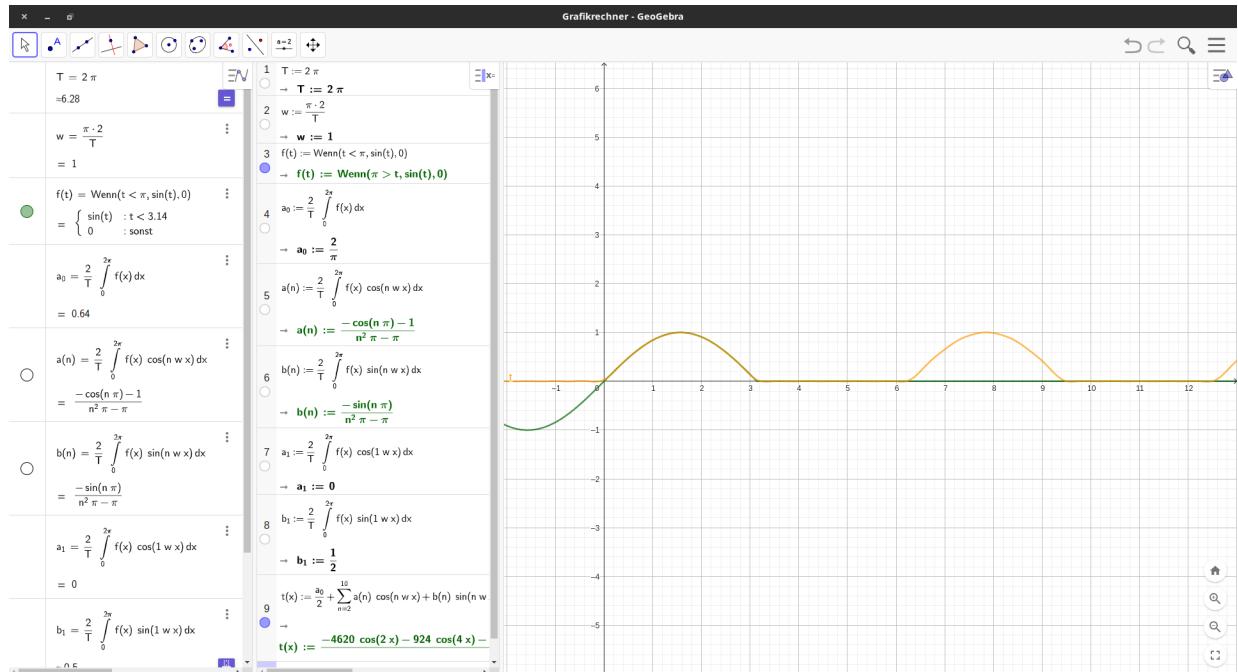 Grafikrechner - GeoGebra
T = 2 π
≈6.28
w = π · 2 / T
= 1
f(t) = Wenn(t < π, sin(t), 0)
= { sin(t) : t < 3.14
0 : sonst
a₀ = 2/T ∫₀^2π f(x) dx
= 0.64
a(n) = 2/T ∫₀^2π f(x) cos(n w x) dx
= −cos(n π) − 1 / n² π − π
b(n) = 2/T ∫₀^2π f(x) sin(n w x) dx
= −sin(n π) / n² π − π
a₁ = 2/T ∫₀^2π f(x) cos(1 w x) dx
= 0
b₁ = 2/T ∫₀^2π f(x) sin(1 w x) dx
≈ 0.5
1 T := 2 π
→ T := 2 π
2 w := π · 2 / T
→ w := 1
3 f(t) := Wenn(t < π, sin(t), 0)
→ f(t) := Wenn(π > t, sin(t), 0)
4 a₀ := 2/T ∫₀^2π f(x) dx
→ a₀ := 2/π
5 a(n) := 2/T ∫₀^2π f(x) cos(n w x) dx
→ a(n) := −cos(n π) − 1 / n² π − π
6 b(n) := 2/T ∫₀^2π f(x) sin(n w x) dx
→ b(n) := −sin(n π) / n² π − π
7 a₁ := 2/T ∫₀^2π f(x) cos(1 w x) dx
→ a₁ := 0
8 b₁ := 2/T ∫₀^2π f(x) sin(1 w x) dx
→ b₁ := 1/2
9 t(x) := a₀/2 + ∑n=2^10 a(n) cos(n w x) + b(n) sin(n w
→
t(x) := −4620 cos(2 x) − 924 cos(4 x) −
6
5
4
3
2
1
−1 0 1 2 3 4 5 6 7 8 9 10 11 12
−1
−2
−3
−4
−5